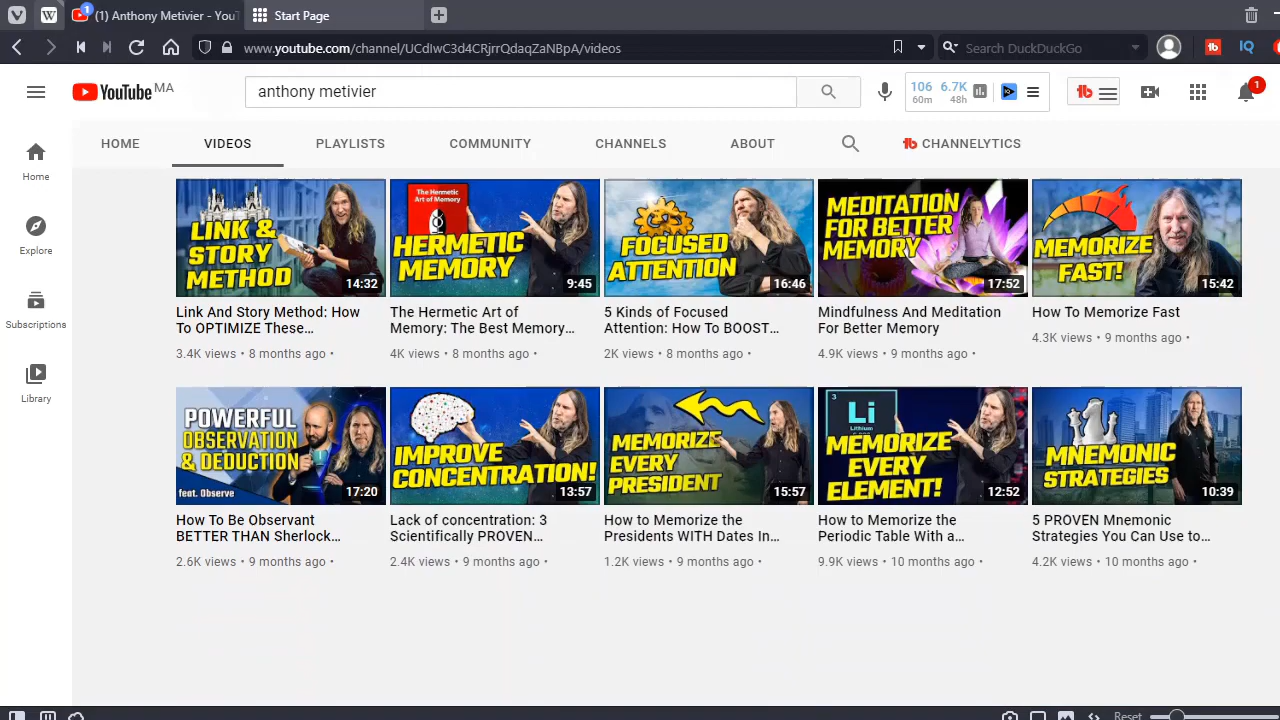 (1) Anthony Metivier - YouT
Start Page
www.youtube.com/channel/UCdIwC3d4CRjrrQdaqZaNBpA/videos
Search DuckDuckGo
YouTube MA
anthony metivier
106 6.7K
60m 48h
1
HOME
VIDEOS
PLAYLISTS
COMMUNITY
CHANNELS
ABOUT
CHANNELYTICS
Home
Explore
Subscriptions
Library
LINK &
STORY
METHOD
14:32
Link And Story Method: How
To OPTIMIZE These…
3.4K views • 8 months ago •
The Hermetic
Art of Memory
HERMETIC
MEMORY
9:45
The Hermetic Art of
Memory: The Best Memory…
4K views • 8 months ago •
FOCUSED
ATTENTION
16:46
5 Kinds of Focused
Attention: How To BOOST…
2K views • 8 months ago •
MEDITATION
FOR BETTER
MEMORY
17:52
Mindfulness And Meditation
For Better Memory
4.9K views • 9 months ago •
MEMORIZE
FAST!
15:42
How To Memorize Fast
4.3K views • 9 months ago •
POWERFUL
OBSERVATION
& DEDUCTION
feat. Observe
17:20
How To Be Observant
BETTER THAN Sherlock…
2.6K views • 9 months ago •
IMPROVE
CONCENTRATION!
13:57
Lack of concentration: 3
Scientifically PROVEN…
2.4K views • 9 months ago •
MEMORIZE
EVERY
PRESIDENT
15:57
How to Memorize the
Presidents WITH Dates In…
1.2K views • 9 months ago •
3
Li
Lithium
MEMORIZE
EVERY
ELEMENT!
12:52
How to Memorize the
Periodic Table With a…
9.9K views • 10 months ago •
MNEMONIC
STRATEGIES
10:39
5 PROVEN Mnemonic
Strategies You Can Use to…
4.2K views • 10 months ago •
Reset